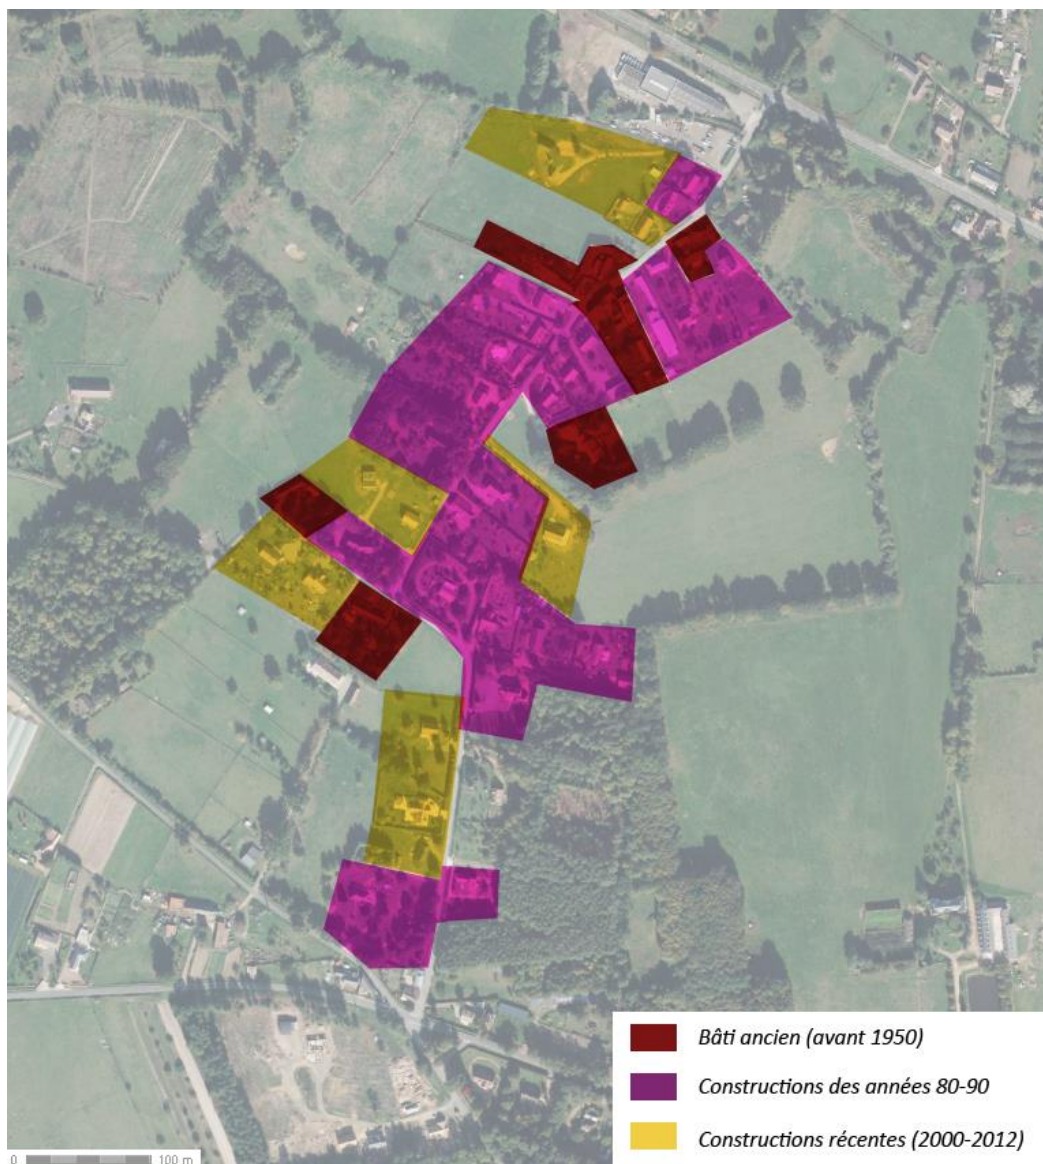 Bâti ancien (avant 1950)
Constructions des années 80-90
Constructions récentes (2000-2012)
0 100 m